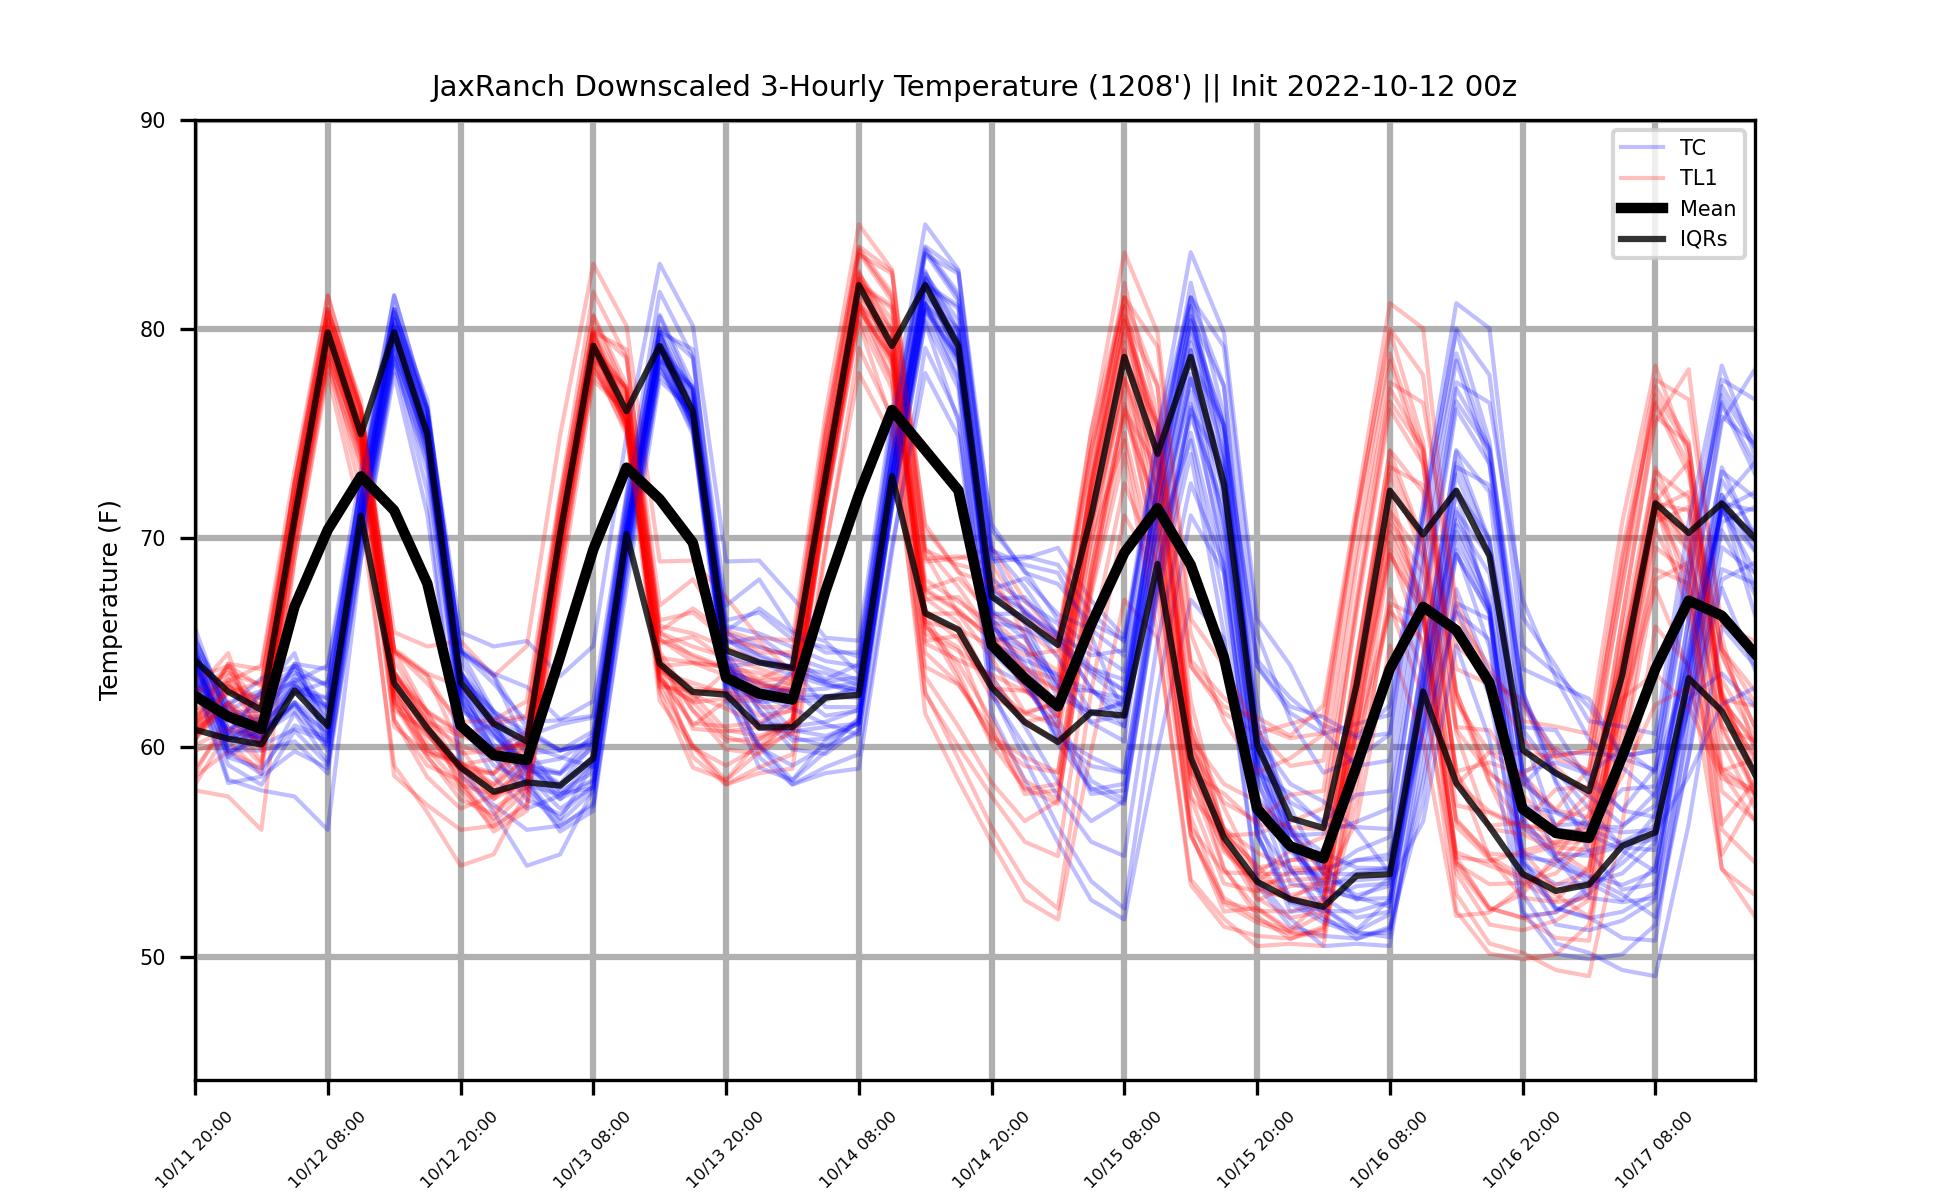 JaxRanch Downscaled 3-Hourly Temperature (1208') || Init 2022-10-12 00z
TC
TL1
Mean
IQRs
Temperature (F)
90
80
70
60
50
10/11 20:00
10/12 08:00
10/12 20:00
10/13 08:00
10/13 20:00
10/14 08:00
10/14 20:00
10/15 08:00
10/15 20:00
10/16 08:00
10/16 20:00
10/17 08:00